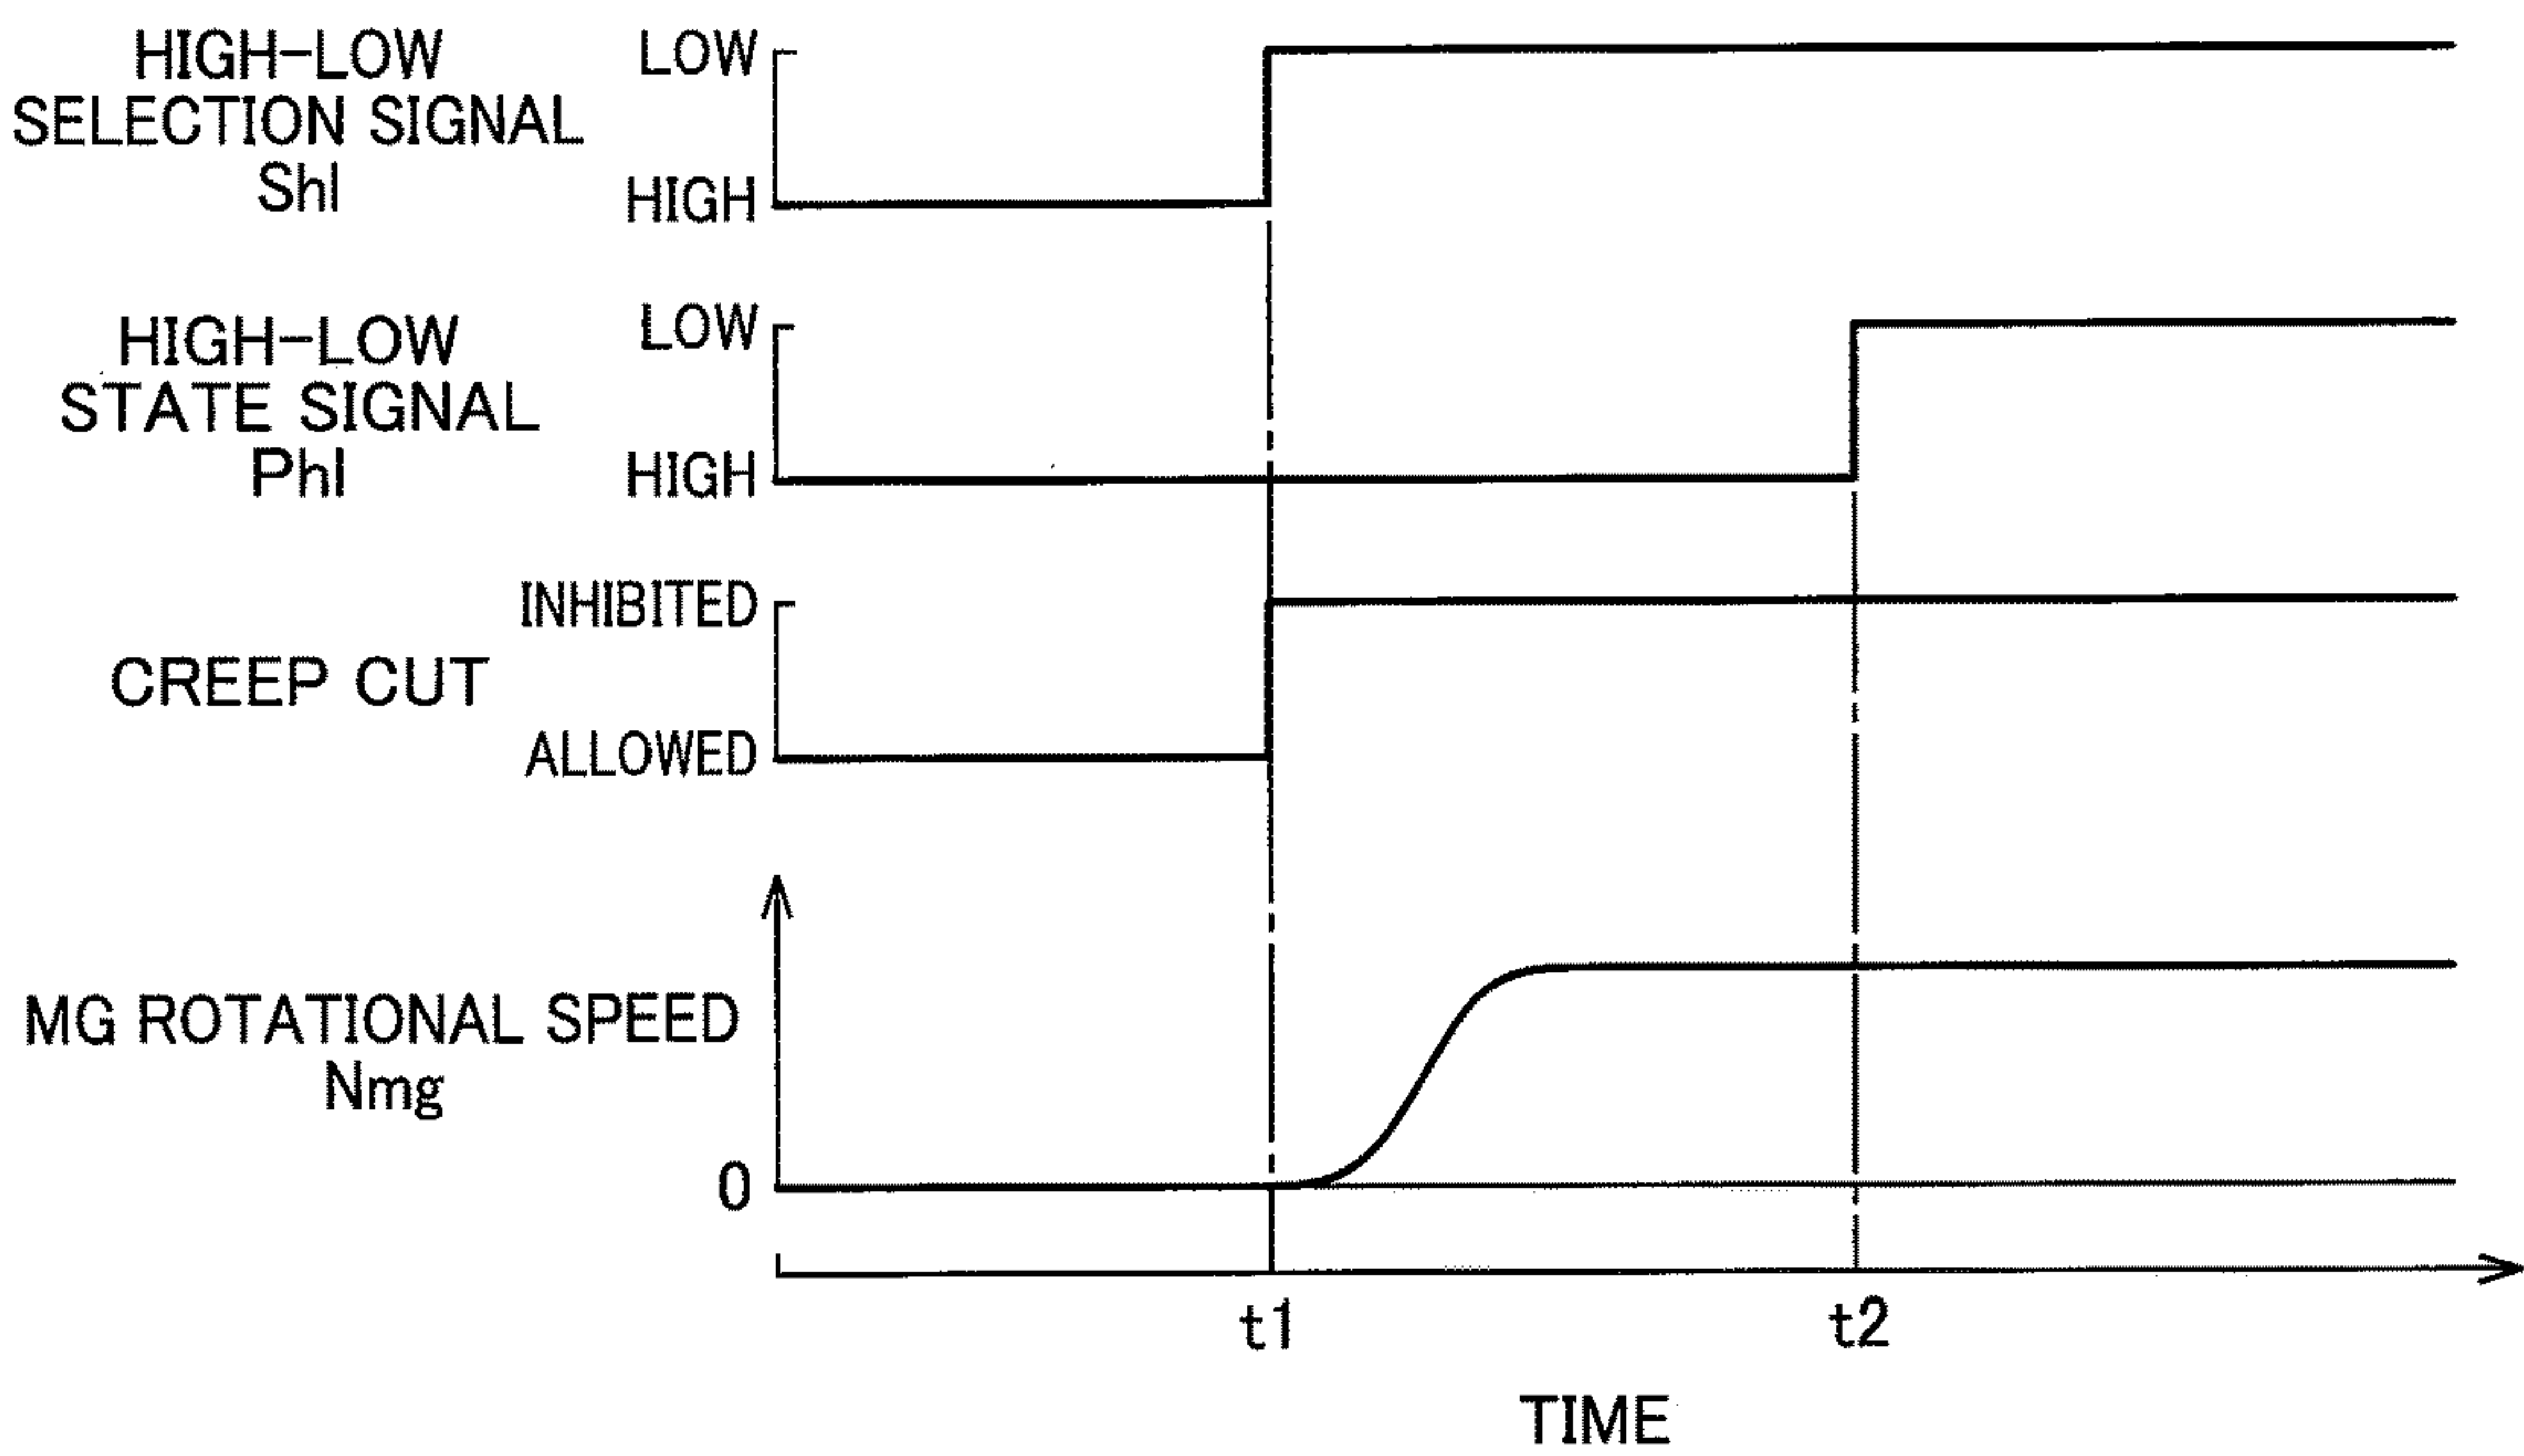 HIGH-LOW
SELECTION SIGNAL
Shl
LOW
HIGH
HIGH-LOW
STATE SIGNAL
Phl
LOW
HIGH
CREEP CUT
INHIBITED
ALLOWED
MG ROTATIONAL SPEED
Nmg
0
t1
t2
TIME